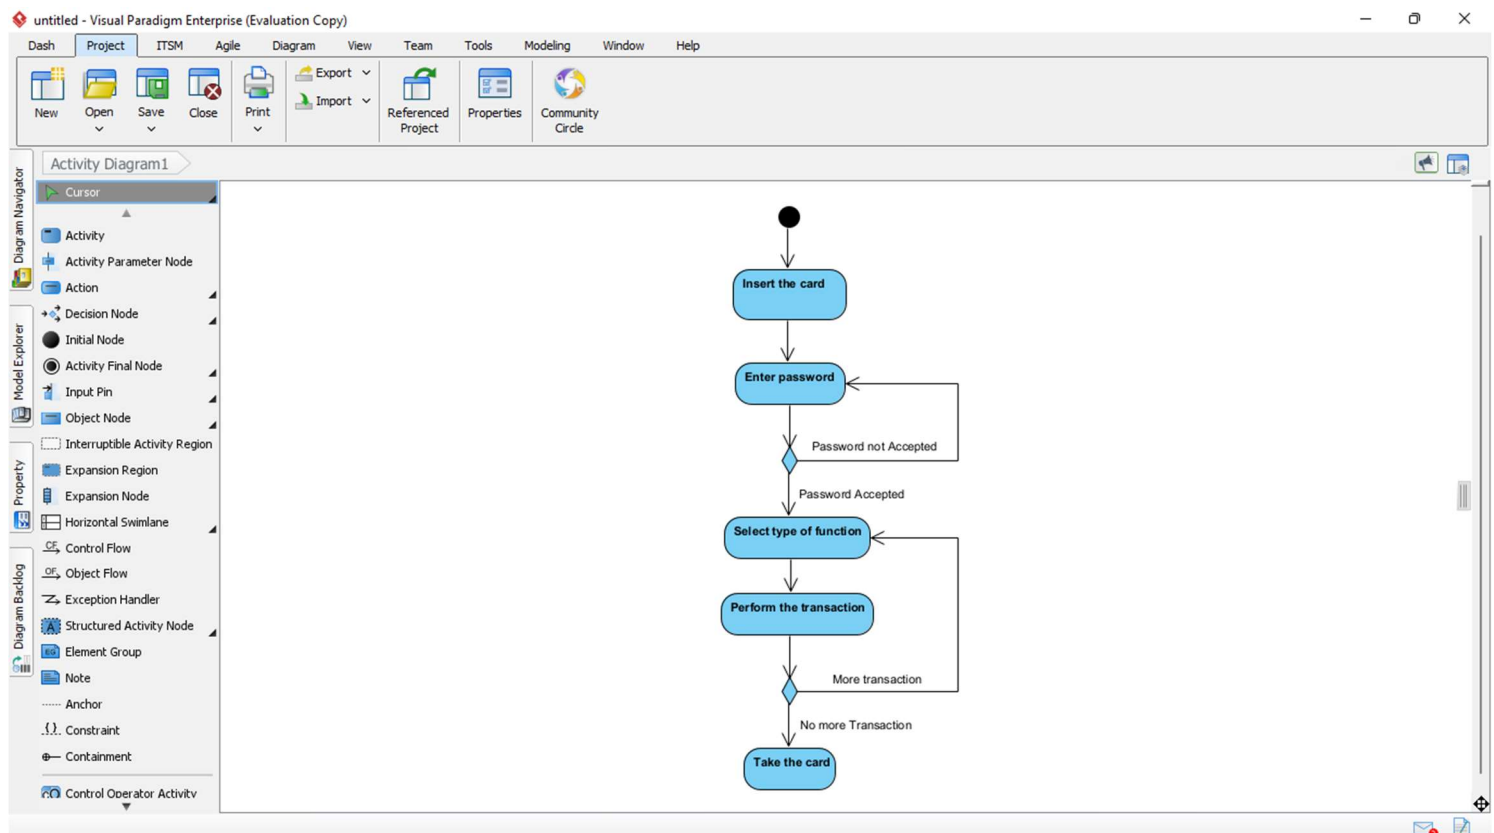 untitled - Visual Paradigm Enterprise (Evaluation Copy)
Dash Project ITSM Agile Diagram View Team Tools Modeling Window Help
New
Open
Save
Close
Print
Export
Import
Referenced
Project
Properties
Community
Circle
Activity Diagram1
Diagram Navigator
Model Explorer
Property
Diagram Backlog
Cursor
Activity
Activity Parameter Node
Action
Decision Node
Initial Node
Activity Final Node
Input Pin
Object Node
Interruptible Activity Region
Expansion Region
Expansion Node
Horizontal Swimlane
CF Control Flow
OF Object Flow
Exception Handler
A Structured Activity Node
EG Element Group
Note
Anchor
{} Constraint
Containment
Control Operator Activity
Insert the card
Enter password
Password not Accepted
Password Accepted
Select type of function
Perform the transaction
More transaction
No more Transaction
Take the card